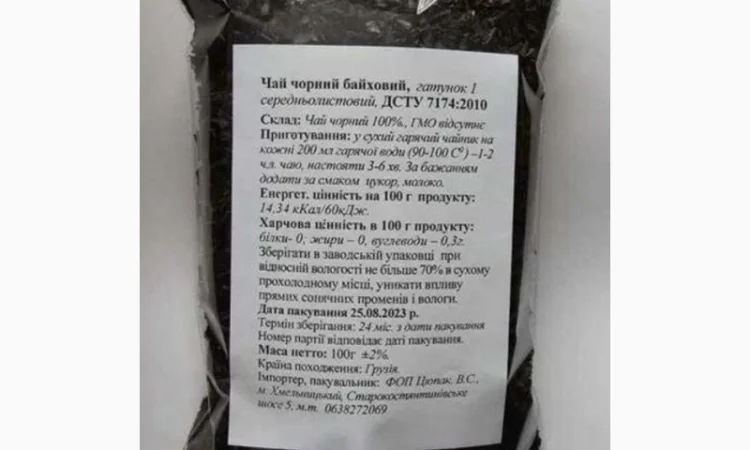 Чай чорний байховий, ґатунок 1
середньолистовий, ДСТУ 7174:2010
Склад: Чай чорний 100%., ГМО відсутнє
Приготування: у сухий гарячий чайник на
кожні 200 мл гарячої води (90-100 С⁰) –1-2
ч.л. чаю, настояти 3-6 хв. За бажанням
додати за смаком цукор, молоко.
Енергет. цінність на 100 г продукту:
14,34 кКал/60кДж.
Харчова цінність в 100 г продукту:
білки- 0; жири – 0, вуглеводи – 0,3г.
Зберігати в заводській упаковці при
відносній вологості не більше 70% в сухому
прохолодному місці, уникати впливу
прямих сонячних променів і вологи.
Дата пакування 25.08.2023 р.
Термін зберігання: 24 міс. з дати пакування
Номер партії відповідає даті пакування.
Маса нетто: 100г ±2%.
Країна походження: Грузія.
Імпортер, пакувальник: ФОП Цюпак. В.С.,
м. Хмельницький, Старокостянтинівське
шосе 5, м.т. 0638272069